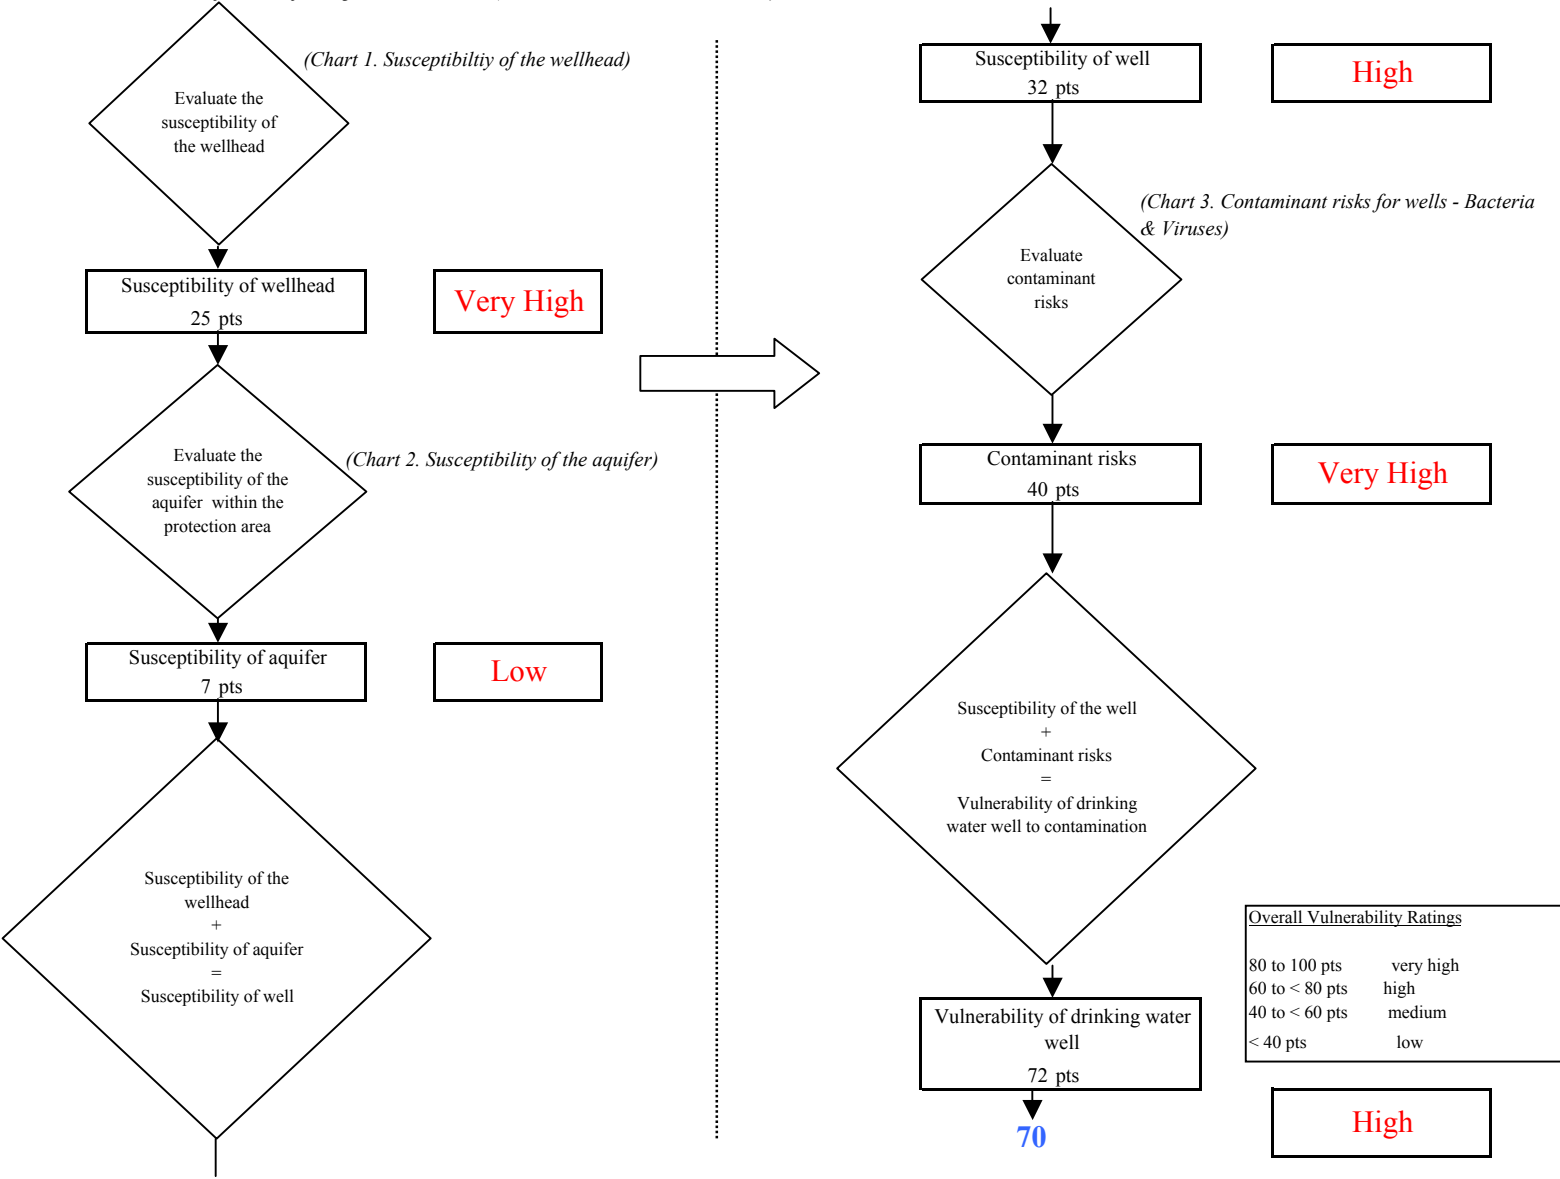 (Chart 1. Susceptibiltiy of the wellhead)
Evaluate the
susceptibility of
the wellhead
Susceptibility of wellhead
25 pts
Very High
Evaluate the
susceptibility of the
aquifer within the
protection area
(Chart 2. Susceptibility of the aquifer)
Susceptibility of aquifer
7 pts
Low
Susceptibility of the
wellhead
+
Susceptibility of aquifer
=
Susceptibility of well
Susceptibility of well
32 pts
High
(Chart 3. Contaminant risks for wells - Bacteria
& Viruses)
Evaluate
contaminant
risks
Contaminant risks
40 pts
Very High
Susceptibility of the well
+
Contaminant risks
=
Vulnerability of drinking
water well to contamination
Overall Vulnerability Ratings
80 to 100 pts very high
60 to < 80 pts high
40 to < 60 pts medium
< 40 pts low
Vulnerability of drinking water
well
72 pts
70
High